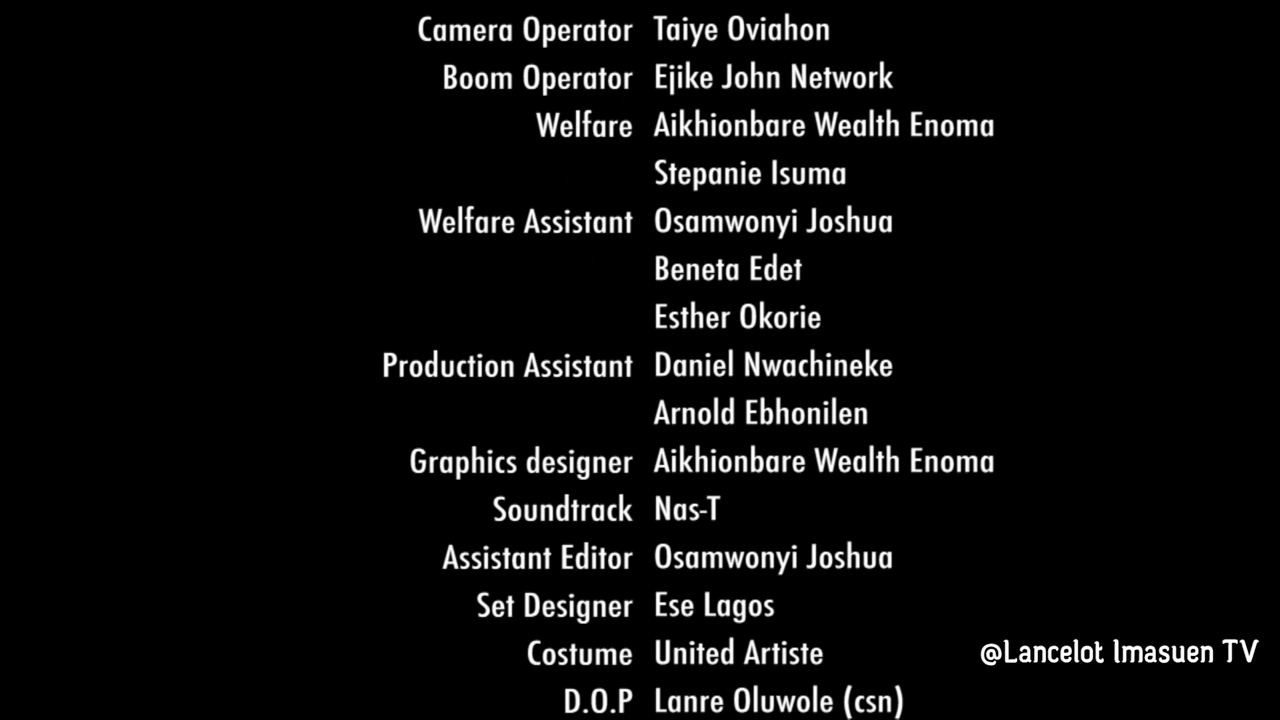 Camera Operator Taiye Oviahon
Boom Operator Ejike John Network
Welfare Aikhionbare Wealth Enoma
Stepanie Isuma
Welfare Assistant Osamwonyi Joshua
Beneta Edet
Esther Okorie
Production Assistant Daniel Nwachineke
Arnold Ebhonilen
Graphics designer Aikhionbare Wealth Enoma
Soundtrack Nas-T
Assistant Editor Osamwonyi Joshua
Set Designer Ese Lagos
Costume United Artiste
@Lancelot Imasuen TV
D.O.P Lanre Oluwole (csn)